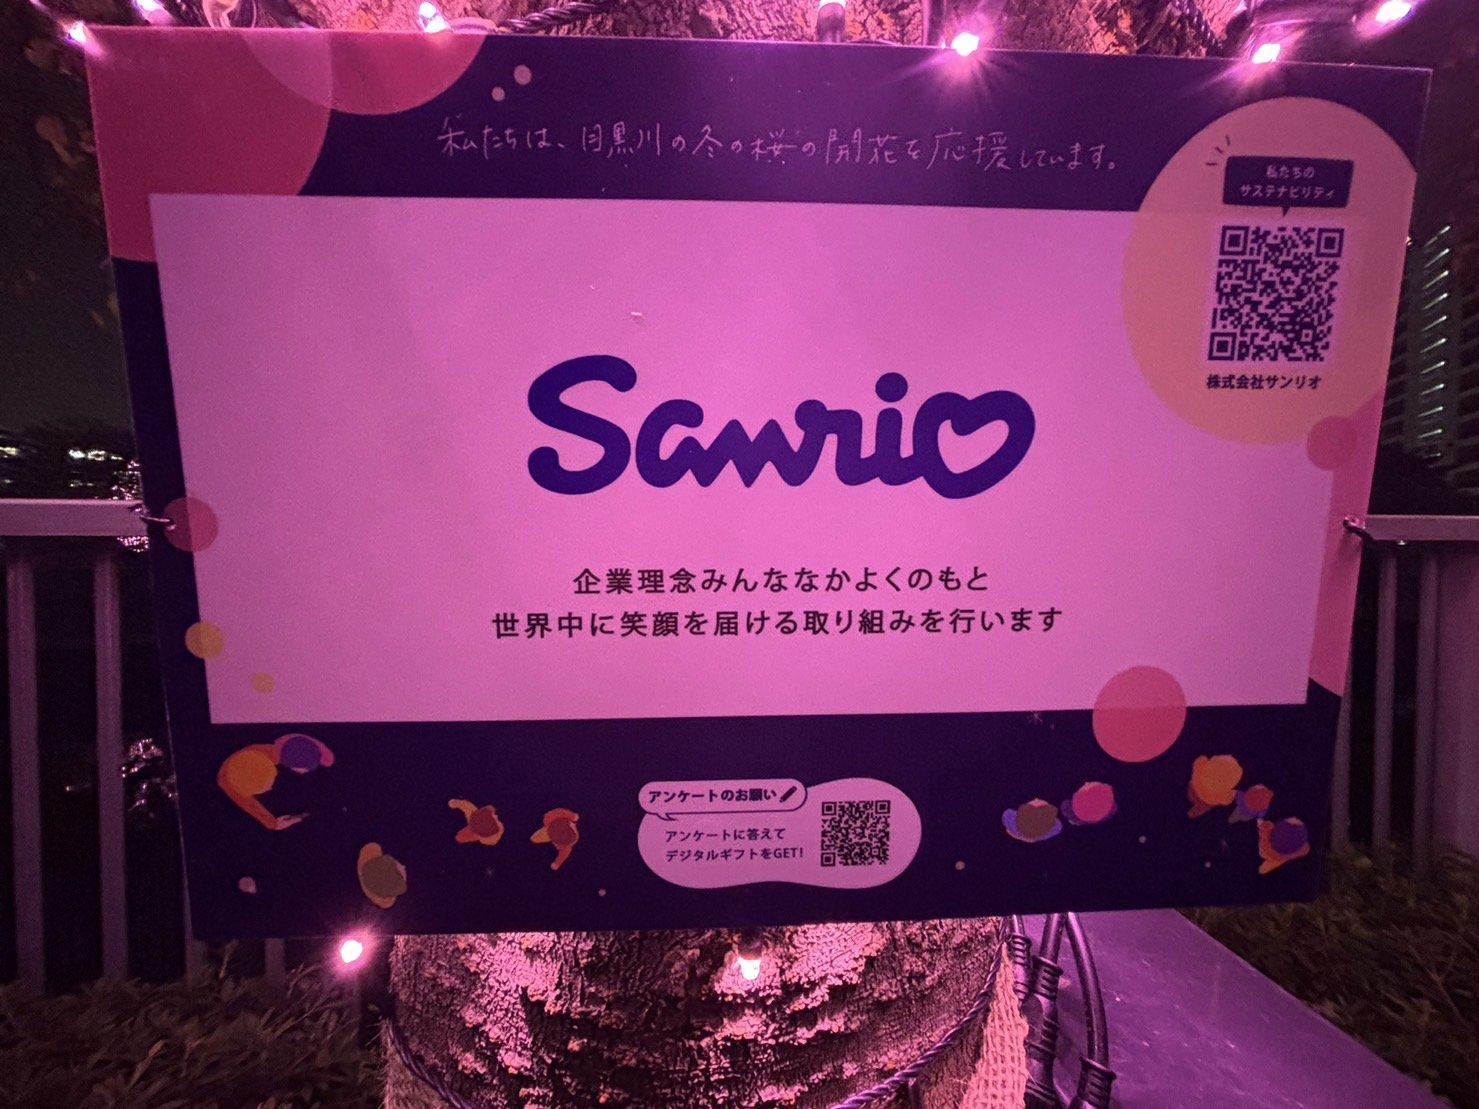 私たちは、目黒川の冬の桜の開花を応援しています。
私たちの
サステナビリティ
株式会社サンリオ
Sanrio
企業理念みんななかよくのもと
世界中に笑顔を届ける取り組みを行います
アンケートのお願い
アンケートに答えて
デジタルギフトをGET!